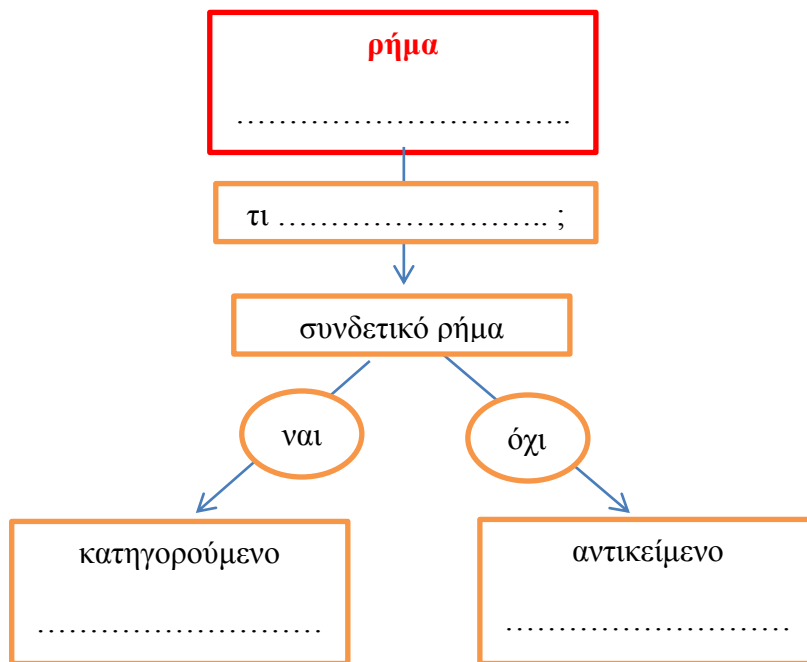 ρήμα
…………………………..
τι …………………….. ;
συνδετικό ρήμα
ναι
όχι
κατηγορούμενο
………………………
αντικείμενο
………………………